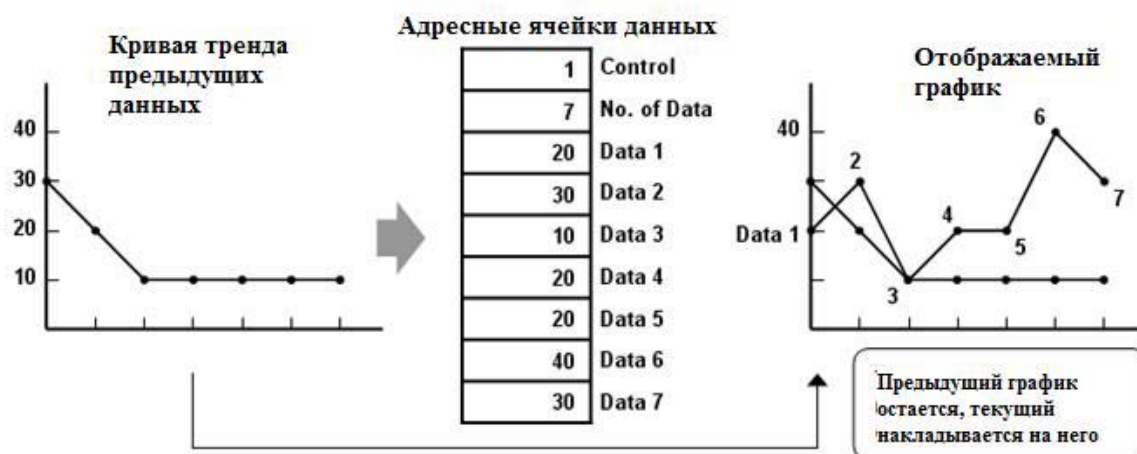 Адресные ячейки данных
Кривая тренда
предыдущих
данных
40
30
20
10
1 Control
7 No. of Data
20 Data 1
30 Data 2
10 Data 3
20 Data 4
20 Data 5
40 Data 6
30 Data 7
Отображаемый
график
40
Data 1
2
3
4
5
6
7
Предыдущий график
остается, текущий
накладывается на него